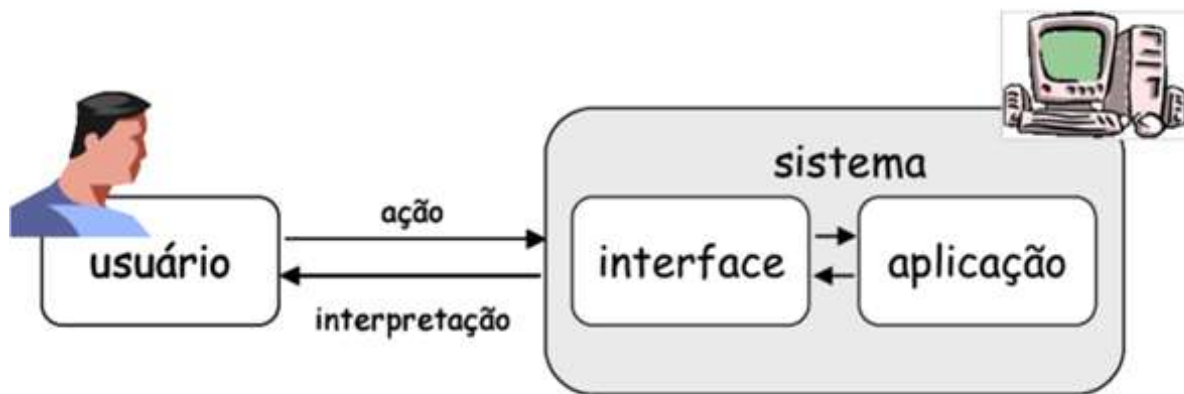 sistema
ação
usuário
interface
aplicação
interpretação